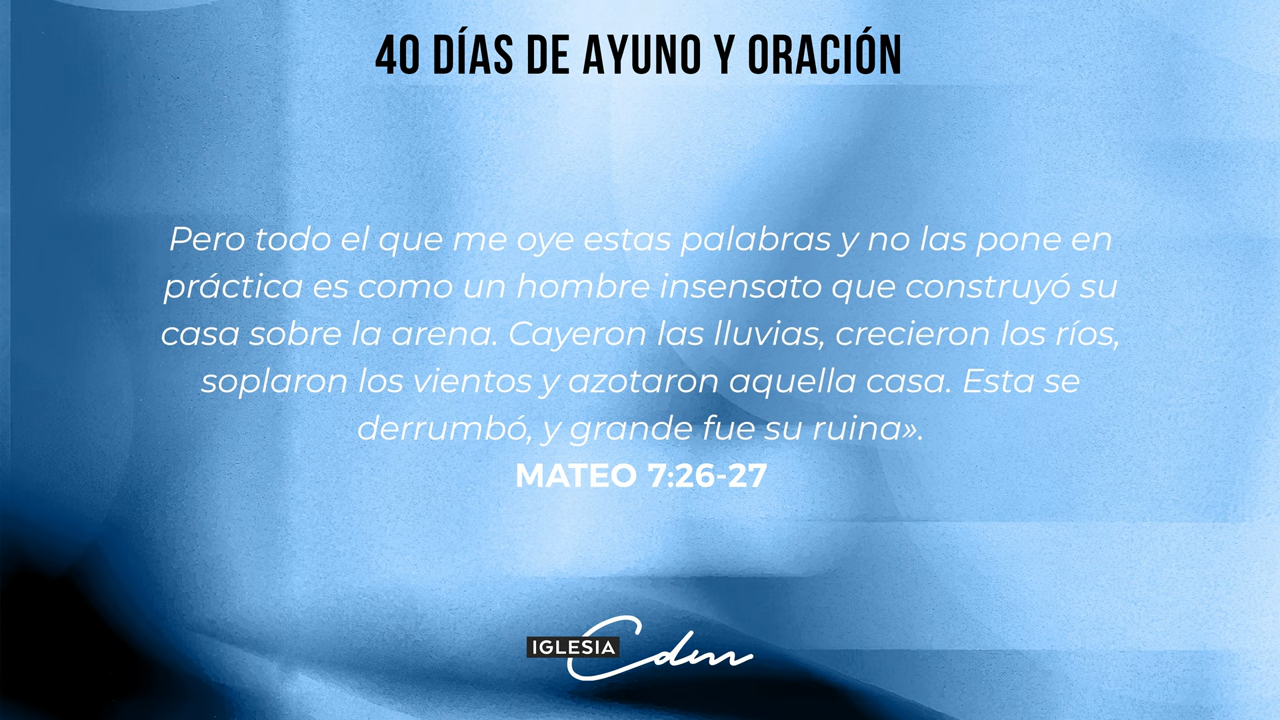 40 DÍAS DE AYUNO Y ORACIÓN
Pero todo el que me oye estas palabras y no las pone en
práctica es como un hombre insensato que construyó su
casa sobre la arena. Cayeron las lluvias, crecieron los ríos,
soplaron los vientos y azotaron aquella casa. Esta se
derrumbó, y grande fue su ruina».
MATEO 7:26-27
IGLESIA Cdm